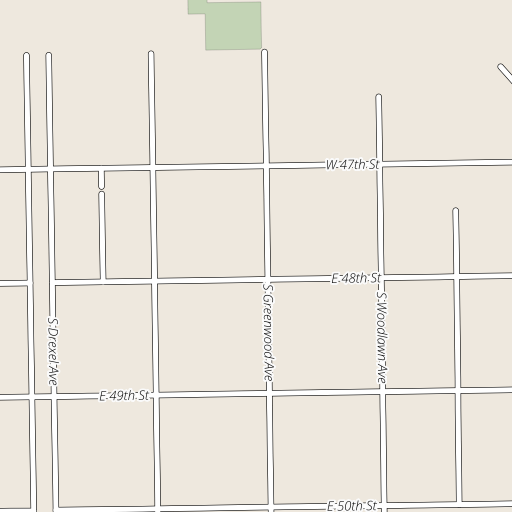 W 47th St
E 48th St
S Greenwood Ave
S Woodlawn Ave
S Drexel Ave
E 49th St
E 50th St